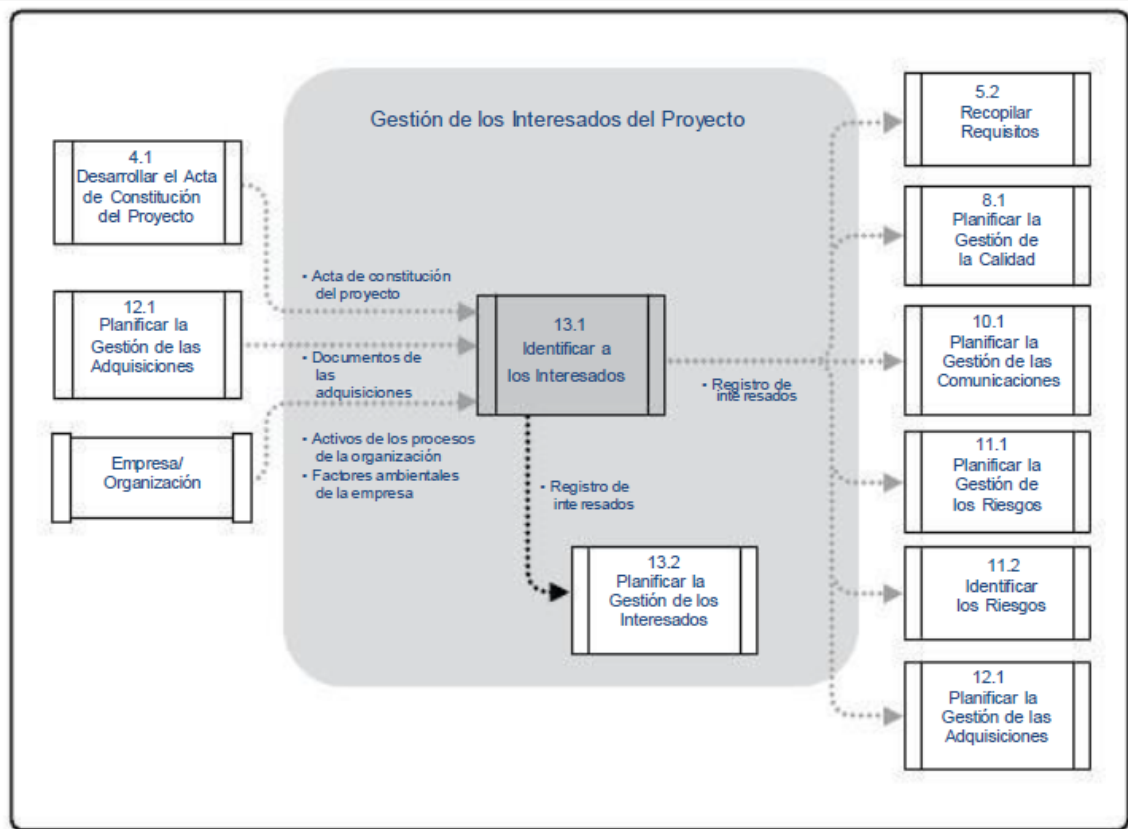 Gestión de los Interesados del Proyecto
4.1
Desarrollar el Acta
de Constitución
del Proyecto
12.1
Planificar la
Gestión de las
Adquisiciones
Empresa/
Organización
• Acta de constitución
del proyecto
• Documentos de
las
adquisiciones
• Activos de los procesos
de la organización
• Factores ambientales
de la empresa
13.1
Identificar a
los Interesados
• Registro de
interesados
• Registro de
interesados
13.2
Planificar la
Gestión de los
Interesados
5.2
Recopilar
Requisitos
8.1
Planificar la
Gestión de
la Calidad
10.1
Planificar la
Gestión de las
Comunicaciones
11.1
Planificar la
Gestión de
los Riesgos
11.2
Identificar
los Riesgos
12.1
Planificar la
Gestión de las
Adquisiciones